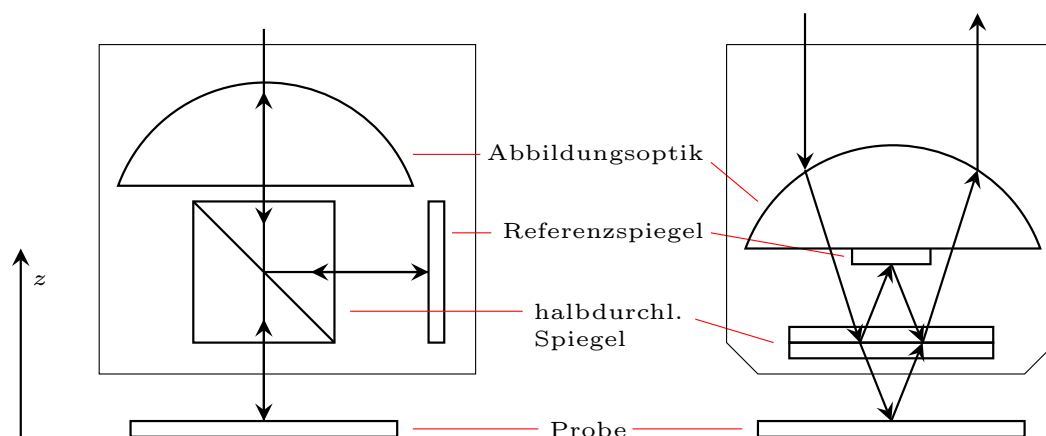 Abbildungsoptik
Referenzspiegel
z
halbdurchl.
Spiegel
Probe